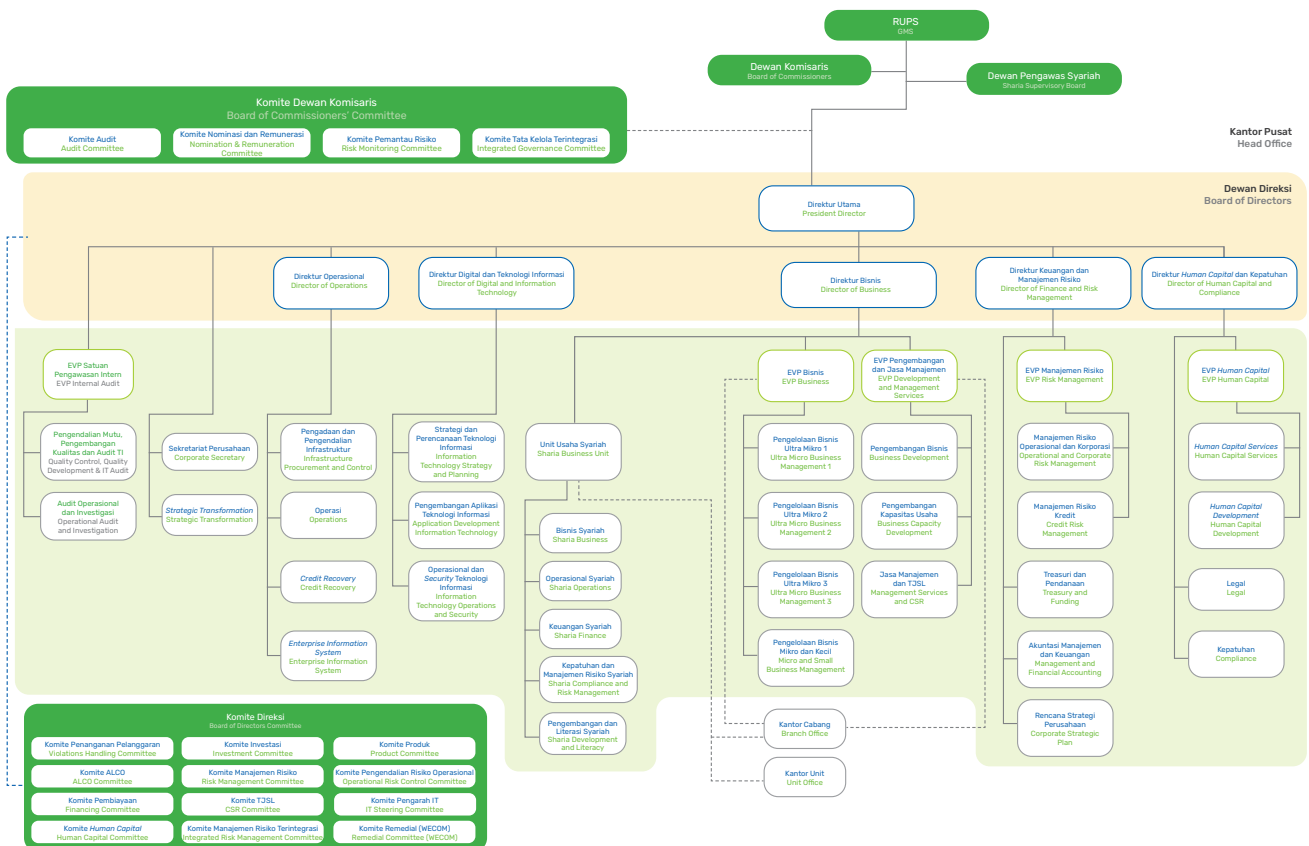 RUPS
GMS
Dewan Komisaris
Board of Commissioners
Dewan Pengawas Syariah
Sharia Supervisory Board
Komite Dewan Komisaris
Board of Commissioners' Committee
Komite Audit
Audit Committee
Komite Nominasi dan Remunerasi
Nomination & Remuneration
Committee
Komite Pemantau Risiko
Risk Monitoring Committee
Komite Tata Kelola Terintegrasi
Integrated Governance Committee
Kantor Pusat
Head Office
Dewan Direksi
Board of Directors
Direktur Utama
President Director
Direktur Operasional
Director of Operations
Direktur Digital dan Teknologi Informasi
Director of Digital and Information
Technology
Direktur Bisnis
Director of Business
Direktur Keuangan dan
Manajemen Risiko
Director of Finance and Risk
Management
Direktur Human Capital dan Kepatuhan
Director of Human Capital and
Compliance
EVP Satuan
Pengawasan Intern
EVP Internal Audit
EVP Bisnis
EVP Business
EVP Pengembangan
dan Jasa Manajemen
EVP Development
and Management
Services
EVP Manajemen Risiko
EVP Risk Management
EVP Human Capital
EVP Human Capital
Pengendalian Mutu,
Pengembangan
Kualitas dan Audit TI
Quality Control, Quality
Development & IT Audit
Audit Operasional
dan Investigasi
Operational Audit
and Investigation
Sekretariat Perusahaan
Corporate Secretary
Strategic Transformation
Strategic Transformation
Pengadaan dan
Pengendalian
Infrastruktur
Infrastructure
Procurement and Control
Operasi
Operations
Credit Recovery
Credit Recovery
Enterprise Information
System
Enterprise Information
System
Strategi dan
Perencanaan Teknologi
Informasi
Information
Technology Strategy
and Planning
Pengembangan Aplikasi
Teknologi Informasi
Application Development
Information Technology
Operasional dan
Security Teknologi
Informasi
Information
Technology Operations
and Security
Unit Usaha Syariah
Sharia Business Unit
Bisnis Syariah
Sharia Business
Operasional Syariah
Sharia Operations
Keuangan Syariah
Sharia Finance
Kepatuhan dan
Manajemen Risiko Syariah
Sharia Compliance and
Risk Management
Pengembangan dan
Literasi Syariah
Sharia Development
and Literacy
Pengelolaan Bisnis
Ultra Mikro 1
Ultra Micro Business
Management 1
Pengelolaan Bisnis
Ultra Mikro 2
Ultra Micro Business
Management 2
Pengelolaan Bisnis
Ultra Mikro 3
Ultra Micro Business
Management 3
Pengelolaan Bisnis
Mikro dan Kecil
Micro and Small
Business Management
Pengembangan Bisnis
Business Development
Pengembangan
Kapasitas Usaha
Business Capacity
Development
Jasa Manajemen
dan TJSL
Management Services
and CSR
Kantor Cabang
Branch Office
Kantor Unit
Unit Office
Manajemen Risiko
Operasional dan Korporasi
Operational and Corporate
Risk Management
Manajemen Risiko
Kredit
Credit Risk
Management
Treasuri dan
Pendanaan
Treasury and
Funding
Akuntasi Manajemen
dan Keuangan
Management and
Financial Accounting
Rencana Strategi
Perusahaan
Corporate Strategic
Plan
Human Capital Services
Human Capital Services
Human Capital
Development
Human Capital
Development
Legal
Legal
Kepatuhan
Compliance
Komite Direksi
Board of Directors Committee
Komite Penanganan Pelanggaran
Violations Handling Committee
Komite Investasi
Investment Committee
Komite Produk
Product Committee
Komite ALCO
ALCO Committee
Komite Manajemen Risiko
Risk Management Committee
Komite Pengendalian Risiko Operasional
Operational Risk Control Committee
Komite Pembiayaan
Financing Committee
Komite TJSL
CSR Committee
Komite Pengarah IT
IT Steering Committee
Komite Human Capital
Human Capital Committee
Komite Manajemen Risiko Terintegrasi
Integrated Risk Management Committee
Komite Remedial (WECOM)
Remedial Committee (WECOM)